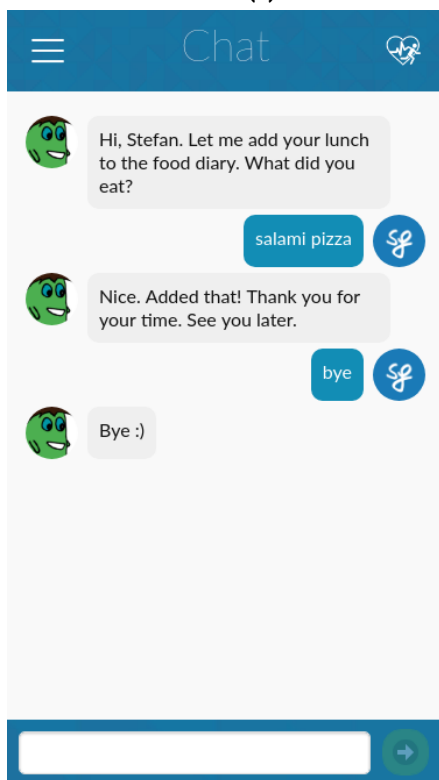 Chat
Hi, Stefan. Let me add your lunch
to the food diary. What did you
eat?
salami pizza
Nice. Added that! Thank you for
your time. See you later.
bye
Bye :)